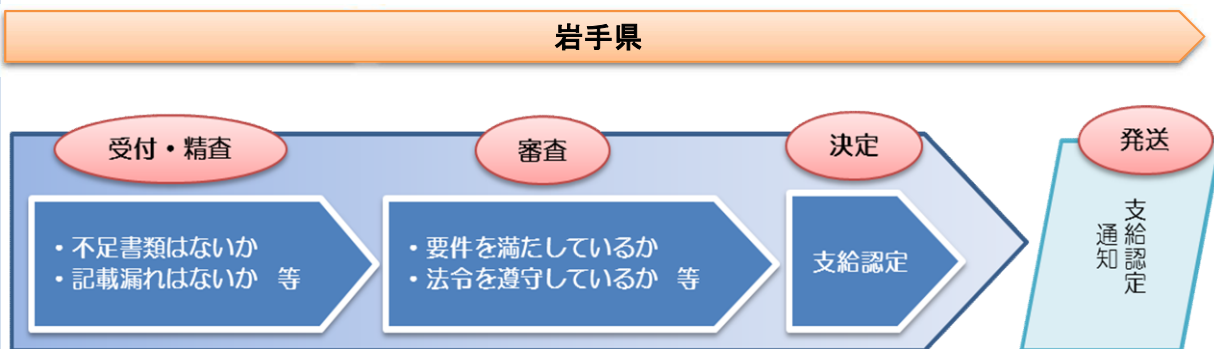 岩手県
受付・精査
・不足書類はないか
・記載漏れはないか 等
審査
・要件を満たしているか
・法令を遵守しているか 等
決定
支給認定
発送
支給認定
通知